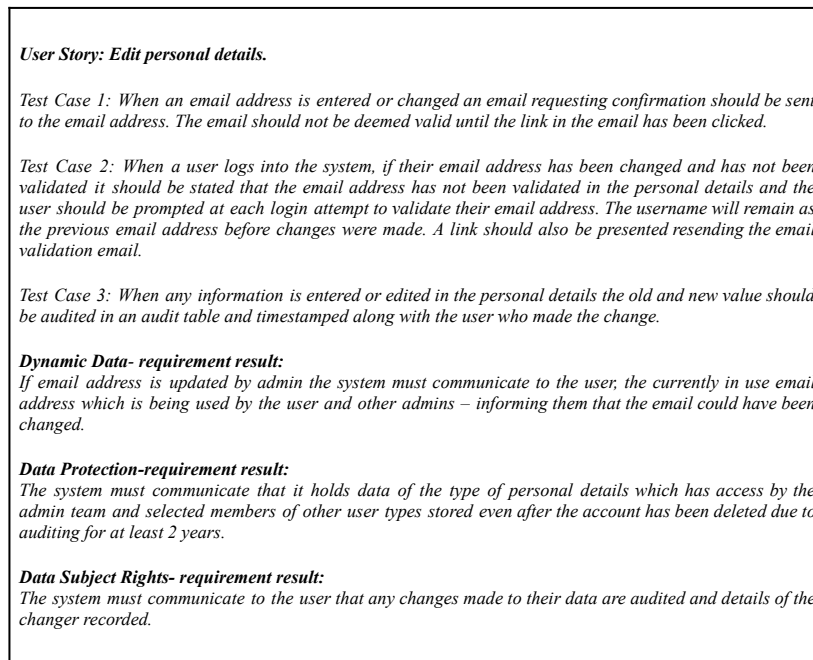 User Story: Edit personal details.
Test Case 1: When an email address is entered or changed an email requesting confirmation should be sent
to the email address. The email should not be deemed valid until the link in the email has been clicked.
Test Case 2: When a user logs into the system, if their email address has been changed and has not been
validated it should be stated that the email address has not been validated in the personal details and the
user should be prompted at each login attempt to validate their email address. The username will remain as
the previous email address before changes were made. A link should also be presented resending the email
validation email.
Test Case 3: When any information is entered or edited in the personal details the old and new value should
be audited in an audit table and timestamped along with the user who made the change.
Dynamic Data- requirement result:
If email address is updated by admin the system must communicate to the user, the currently in use email
address which is being used by the user and other admins – informing them that the email could have been
changed.
Data Protection-requirement result:
The system must communicate that it holds data of the type of personal details which has access by the
admin team and selected members of other user types stored even after the account has been deleted due to
auditing for at least 2 years.
Data Subject Rights- requirement result:
The system must communicate to the user that any changes made to their data are audited and details of the
changer recorded.